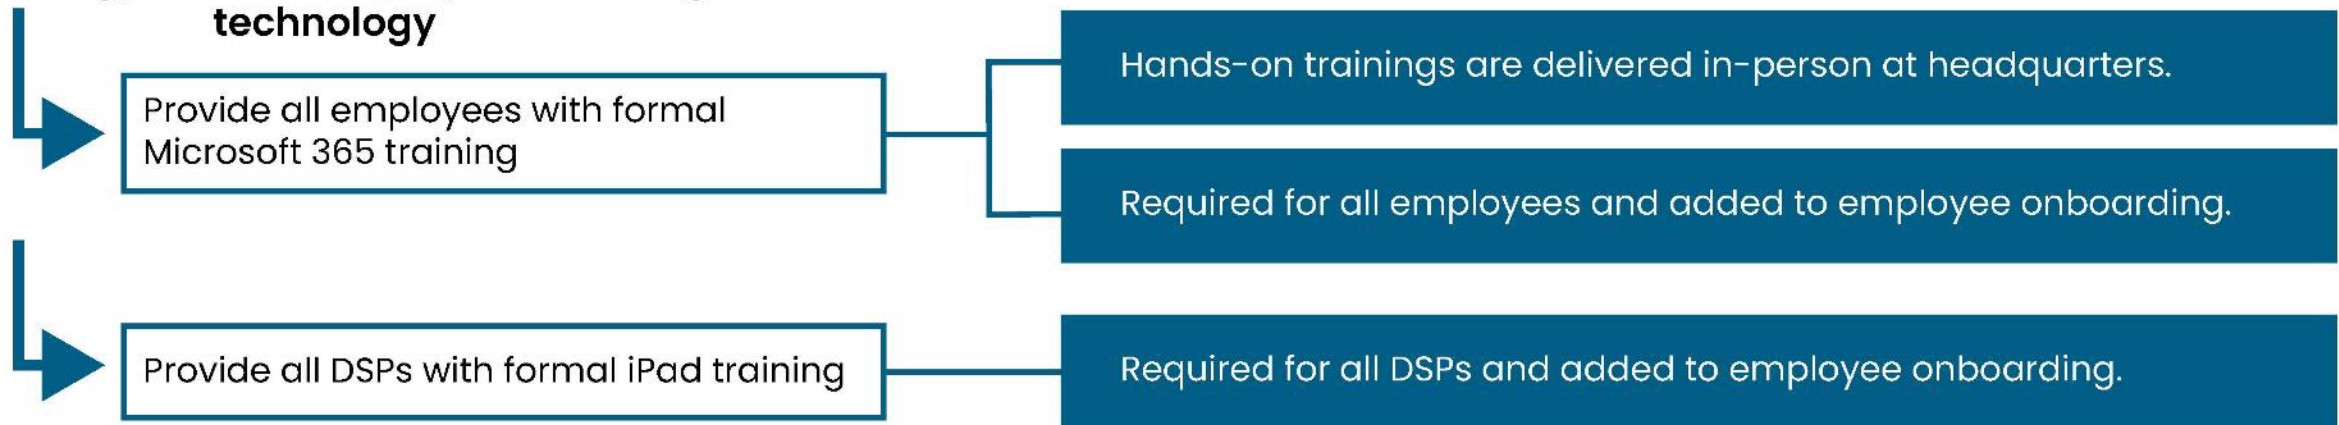 technology
Provide all employees with formal
Microsoft 365 training
Hands-on trainings are delivered in-person at headquarters.
Required for all employees and added to employee onboarding.
Provide all DSPs with formal iPad training
Required for all DSPs and added to employee onboarding.